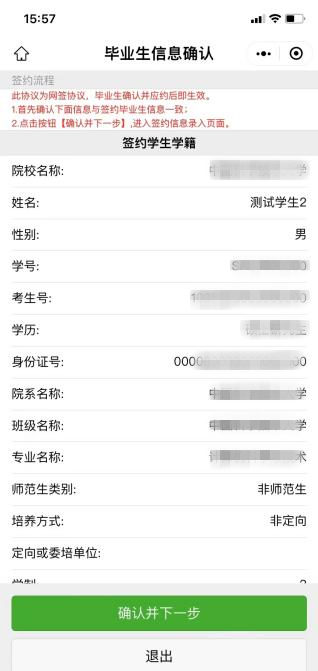 15:57
毕业生信息确认
签约流程
此协议为网签协议，毕业生确认并应约后即生效。
1.首先确认下面信息与签约毕业生信息一致；
2.点击按钮【确认并下一步】,进入签约信息录入页面。
签约学生学籍
院校名称:
姓名: 测试学生2
性别: 男
学号:
考生号:
学历:
身份证号: 0000 00
院系名称: 学
班级名称: 学
专业名称: 术
师范生类别: 非师范生
培养方式: 非定向
定向或委培单位:
学制
确认并下一步
退出